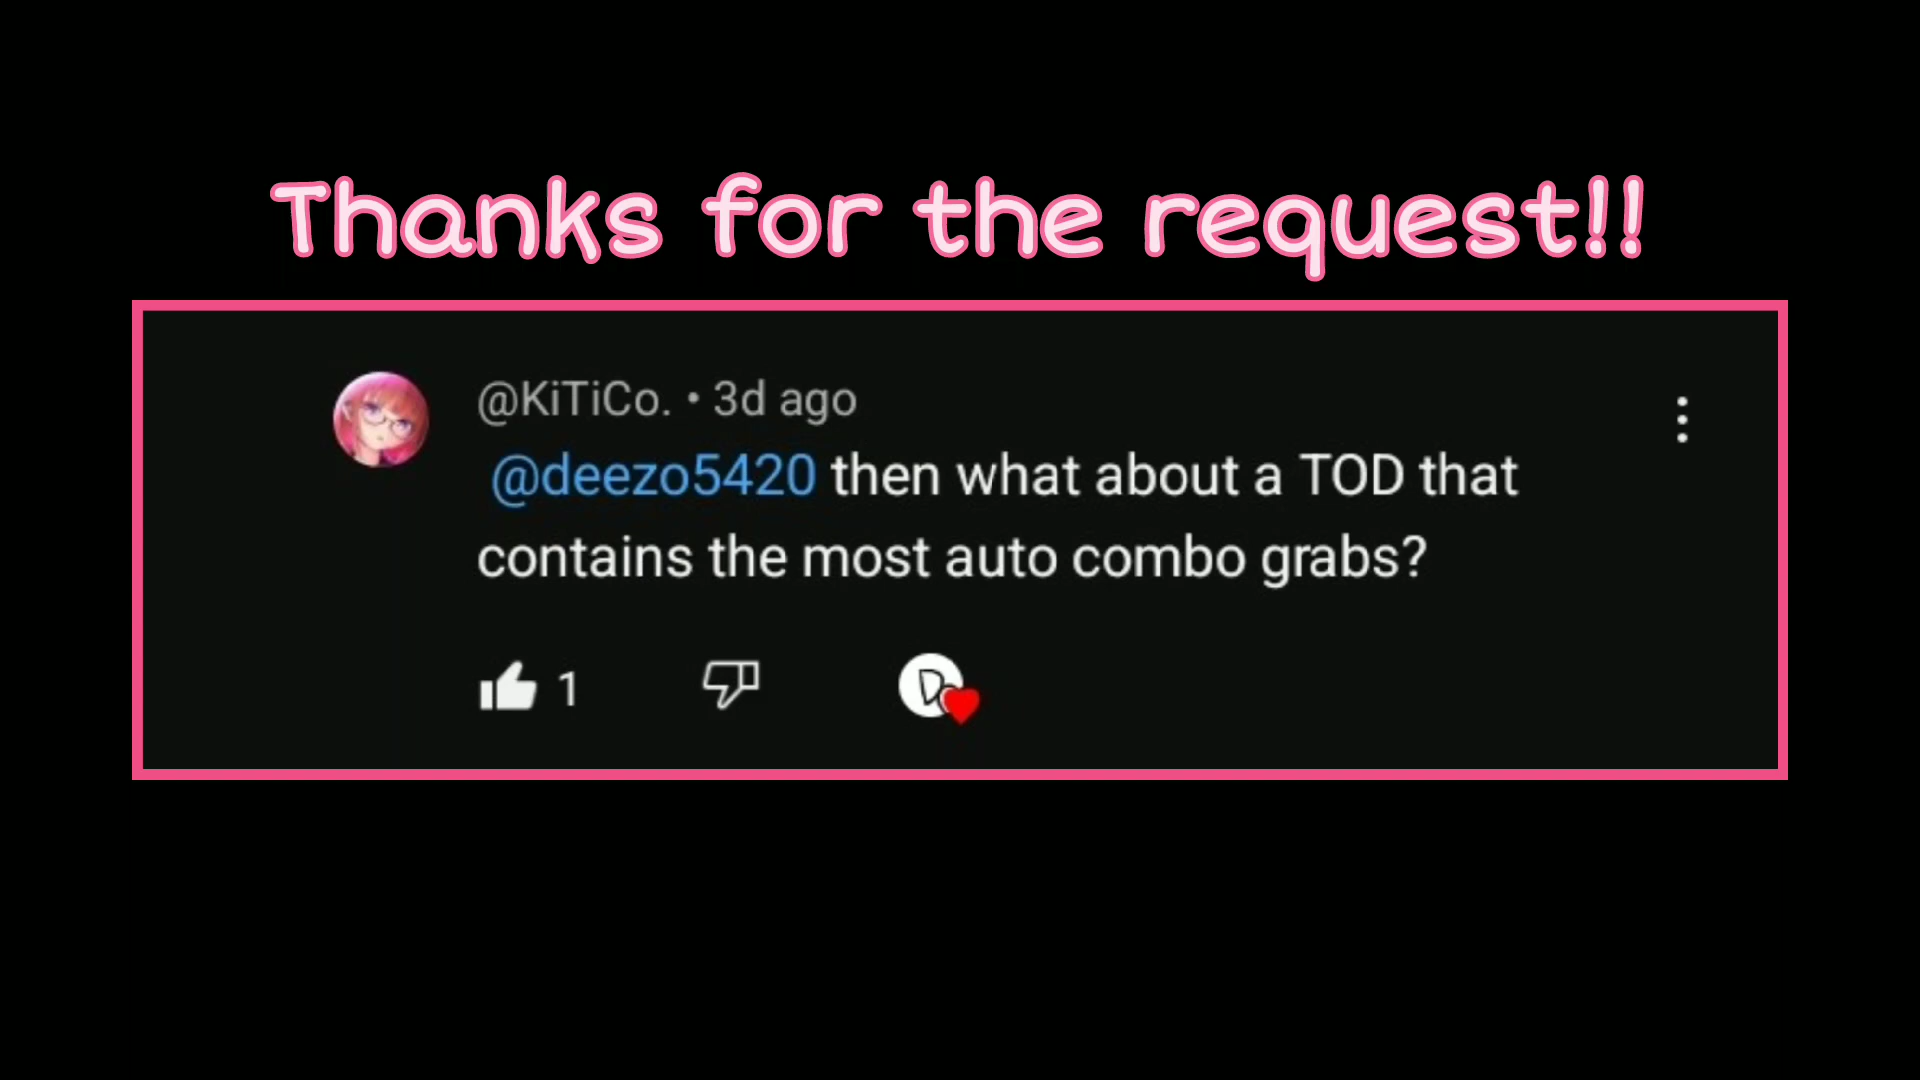 Thanks for the request!!
@KiTiCo. • 3d ago
@deezo5420 then what about a TOD that
contains the most auto combo grabs?
1
D